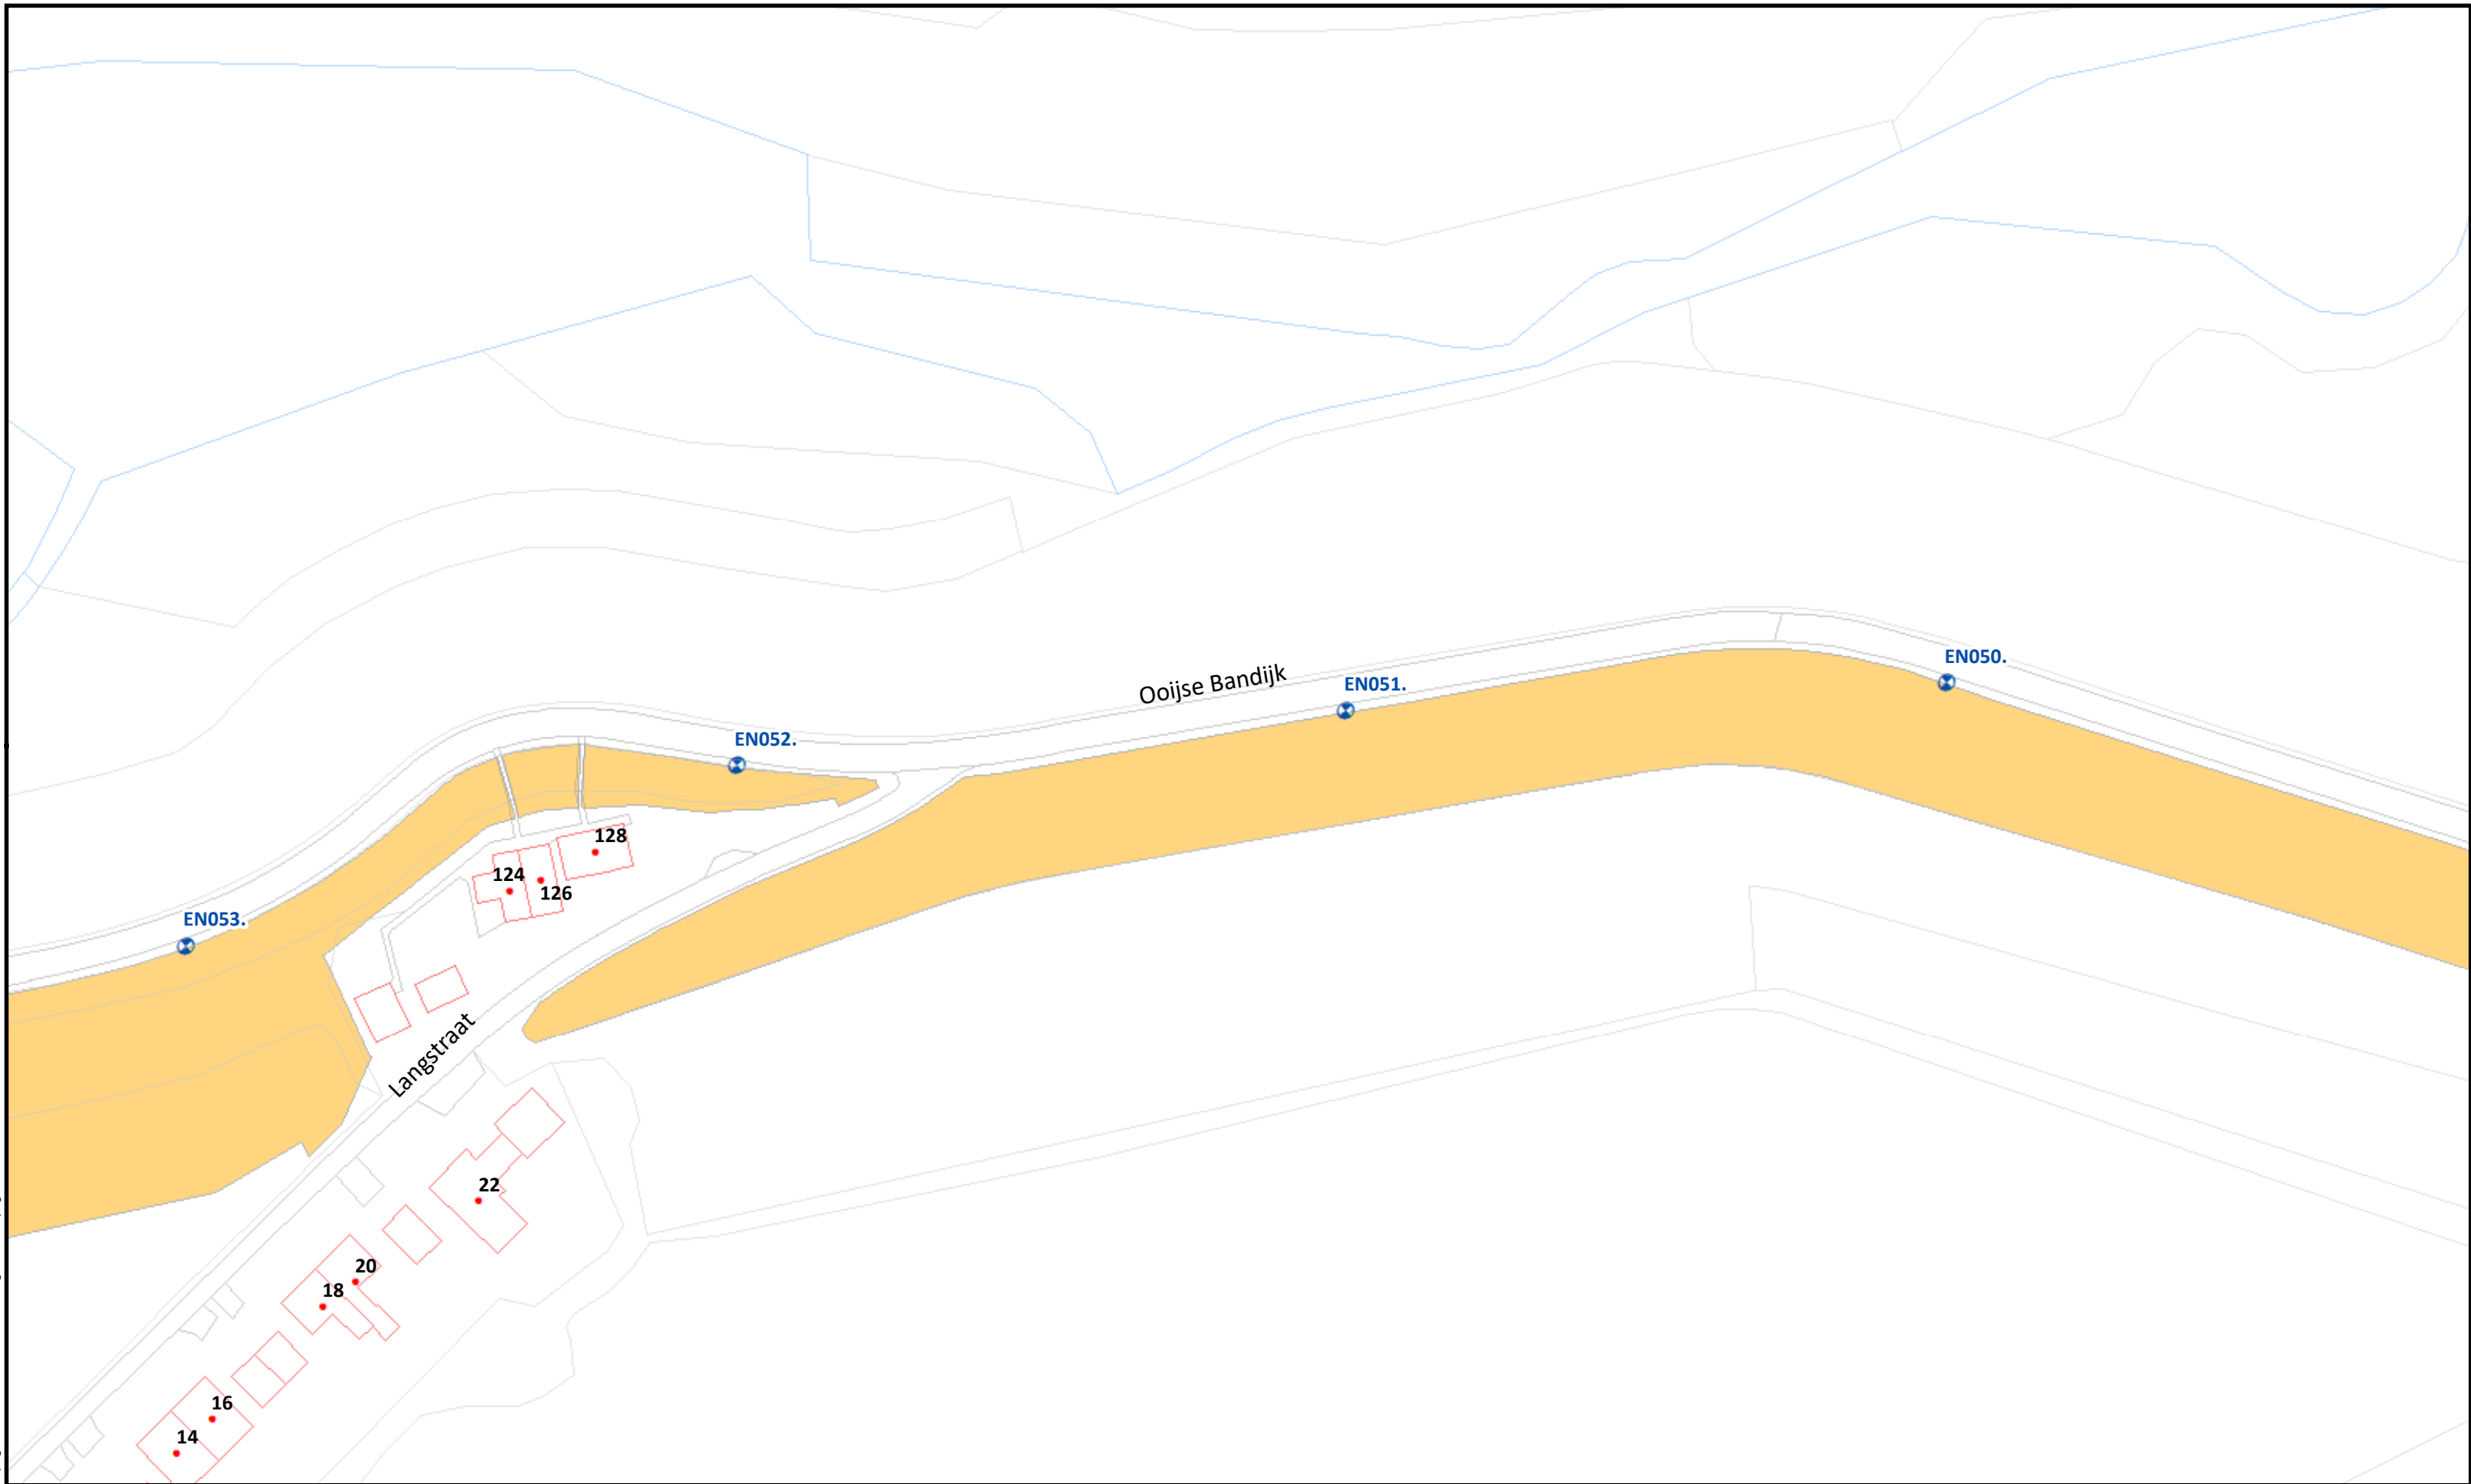 EN050.
Ooijse Bandijk
EN051.
EN052.
128
124
126
EN053.
Langstraat
22
20
18
16
14